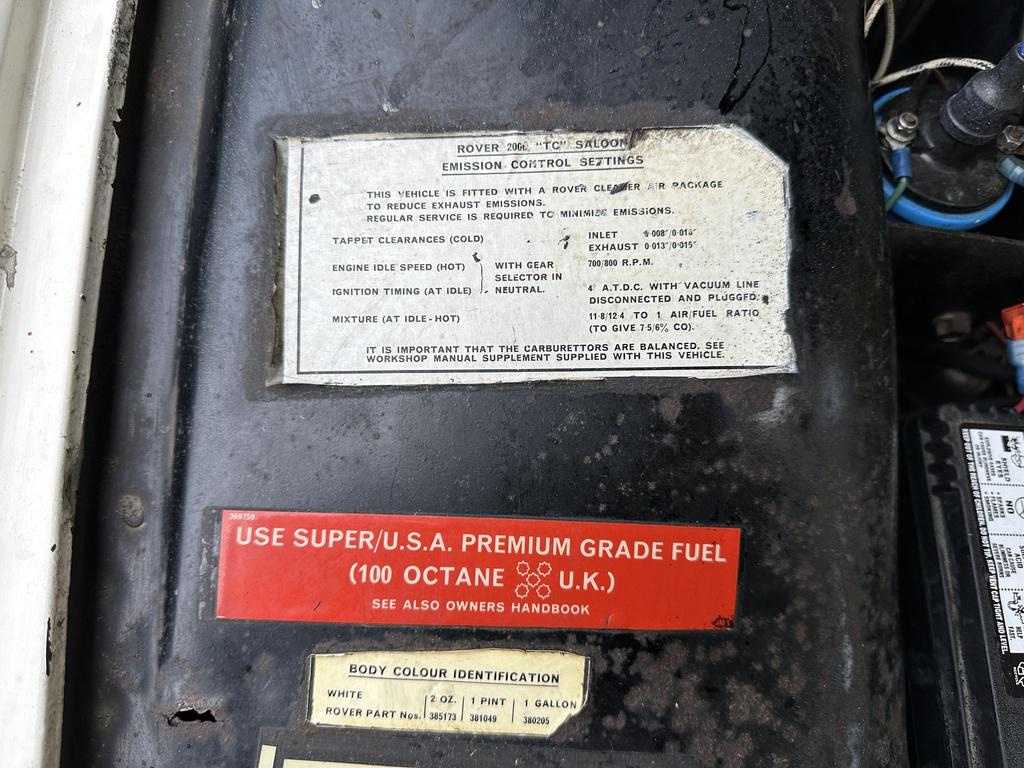 ROVER 2000 "TC" SALOON
EMISSION CONTROL SETTINGS
THIS VEHICLE IS FITTED WITH A ROVER CLEANER AIR PACKAGE
TO REDUCE EXHAUST EMISSIONS.
REGULAR SERVICE IS REQUIRED TO MINIMISE EMISSIONS.
TAPPET CLEARANCES (COLD) INLET 0·008"/0·010"
EXHAUST 0·013"/0·015"
ENGINE IDLE SPEED (HOT) WITH GEAR SELECTOR IN NEUTRAL. 700/800 R.P.M.
IGNITION TIMING (AT IDLE) 4° A.T.D.C. WITH VACUUM LINE
DISCONNECTED AND PLUGGED.
MIXTURE (AT IDLE - HOT) 11·8/12·4 TO 1 AIR/FUEL RATIO
(TO GIVE 7·5/6% CO).
IT IS IMPORTANT THAT THE CARBURETTORS ARE BALANCED. SEE
WORKSHOP MANUAL SUPPLEMENT SUPPLIED WITH THIS VEHICLE.
369759
USE SUPER/U.S.A. PREMIUM GRADE FUEL
(100 OCTANE U.K.)
SEE ALSO OWNERS HANDBOOK
BODY COLOUR IDENTIFICATION
WHITE 2 OZ. 1 PINT 1 GALLON
ROVER PART Nos. 385173 381049 380205
SHIELD
EYES